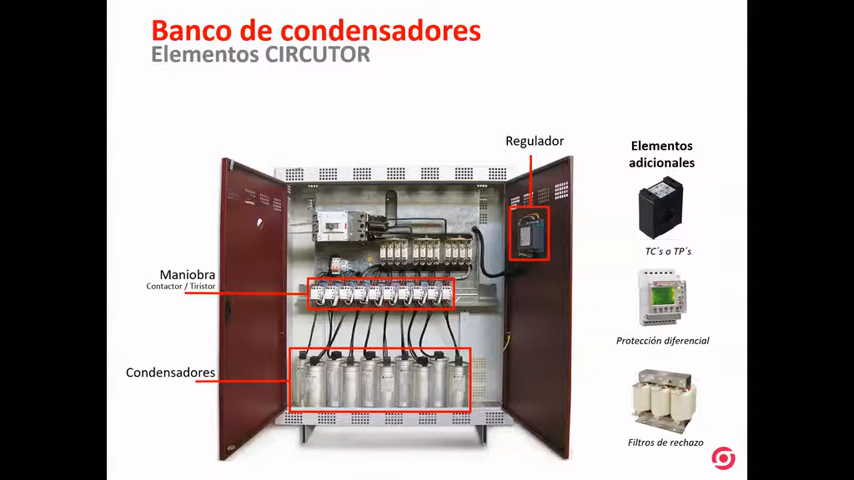 Banco de condensadores
Elementos CIRCUTOR
Regulador
Elementos
adicionales
TC´s o TP´s
Maniobra
Contactor / Tiristor
Protección diferencial
Condensadores
Filtros de rechazo